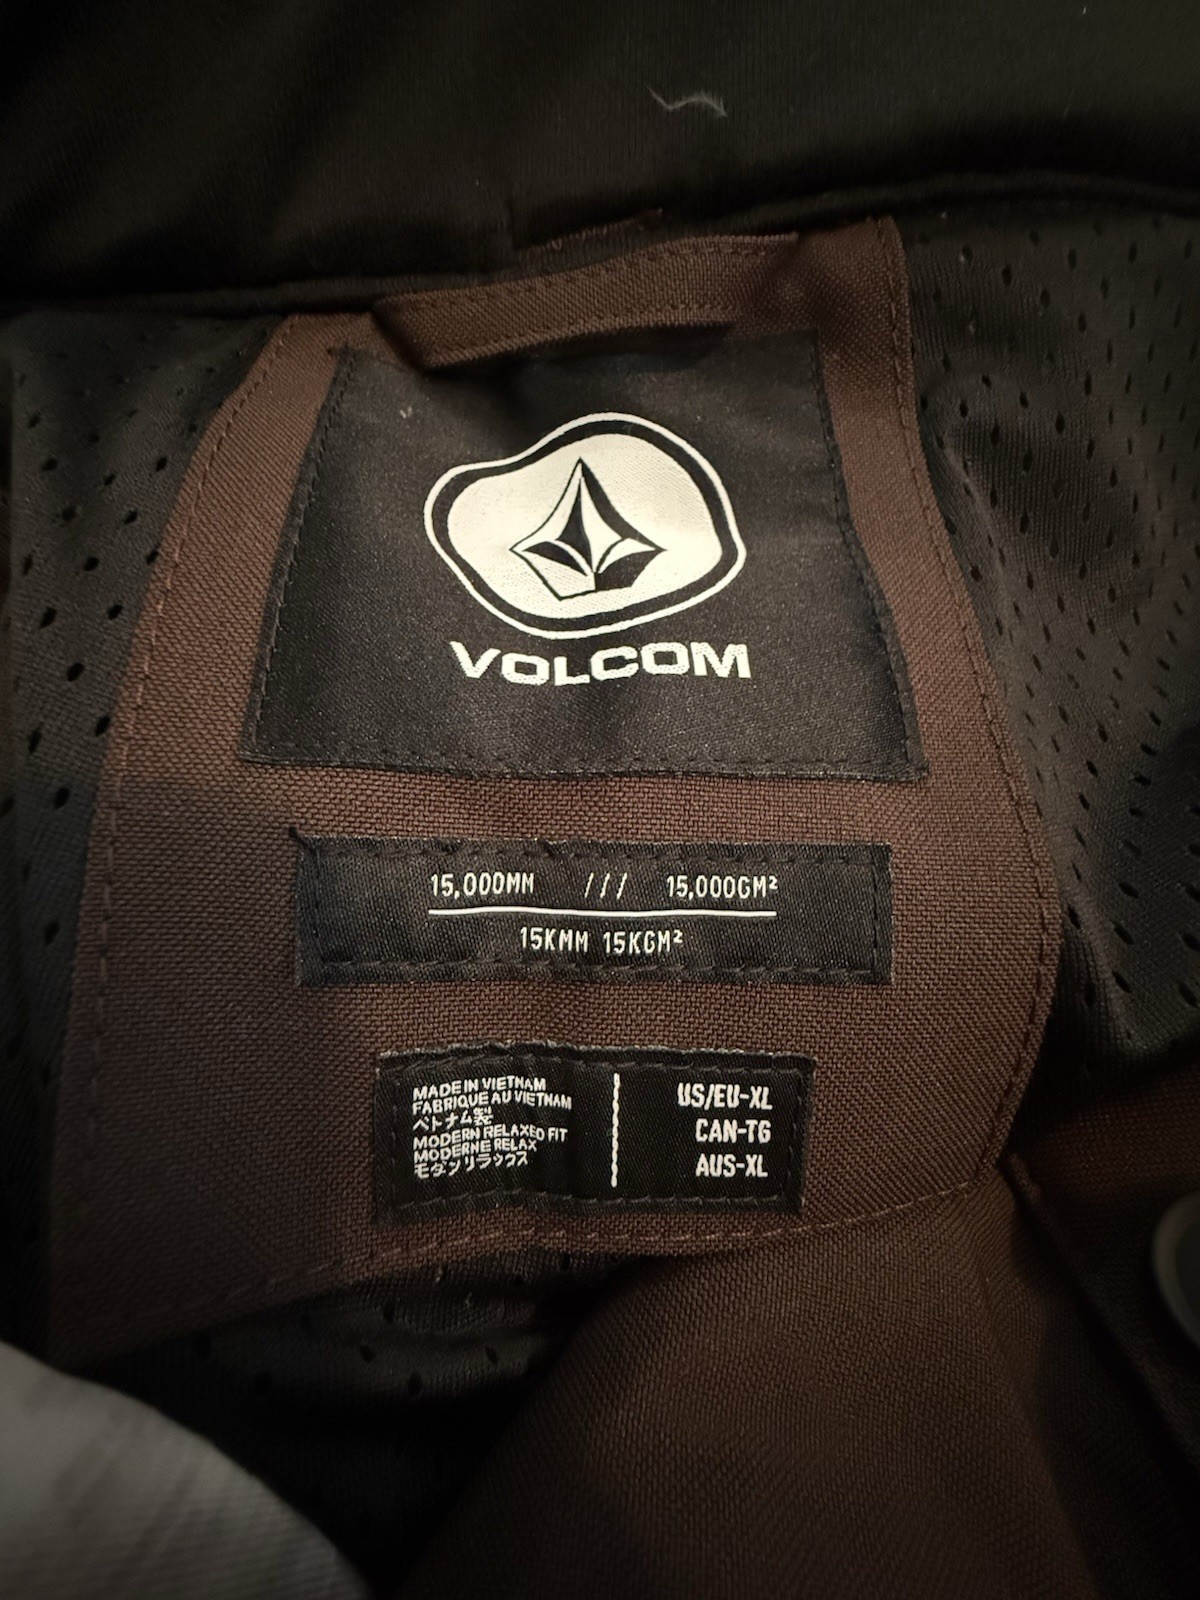 VOLCOM
15,000MM /// 15,000GM²
15KMM 15KGM²
MADE IN VIETNAM
FABRIQUE AU VIETNAM
ベトナム製
MODERN RELAXED FIT
MODERNE RELAX
モダンリラックス
US/EU-XL
CAN-TG
AUS-XL